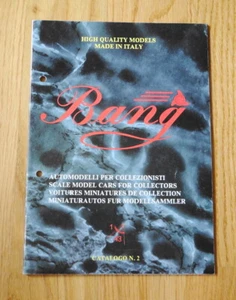 HIGH QUALITY MODELS
MADE IN ITALY
Bang
AUTOMODELLI PER COLLEZIONISTI
SCALE MODEL CARS FOR COLLECTORS
VOITURES MINIATURES DE COLLECTION
MINIATURAUTOS FUR MODELLSAMMLER
CATALOGO N. 2